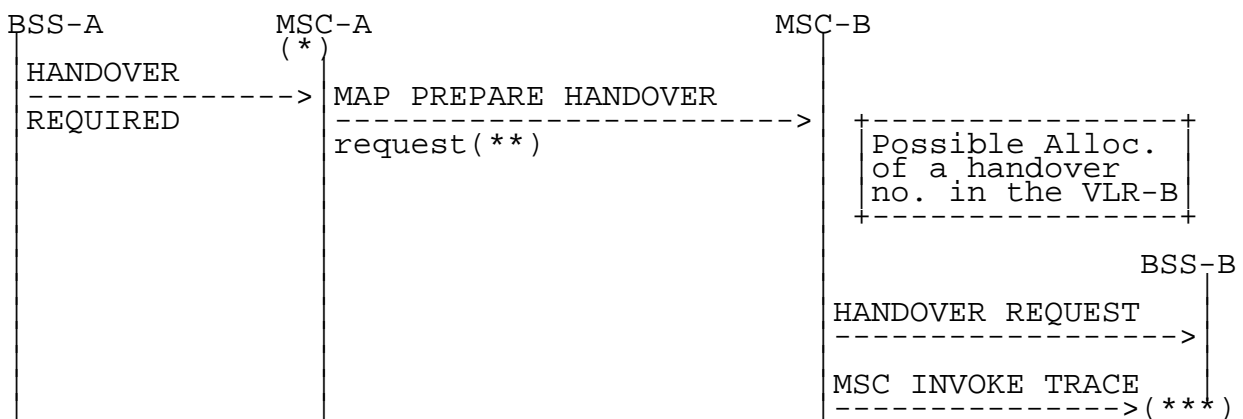 BSS-A MSC-A MSC-B
(*)
HANDOVER
REQUIRED
MAP PREPARE HANDOVER
request(**)
Possible Alloc.
of a handover
no. in the VLR-B
BSS-B
HANDOVER REQUEST
MSC INVOKE TRACE
(***)